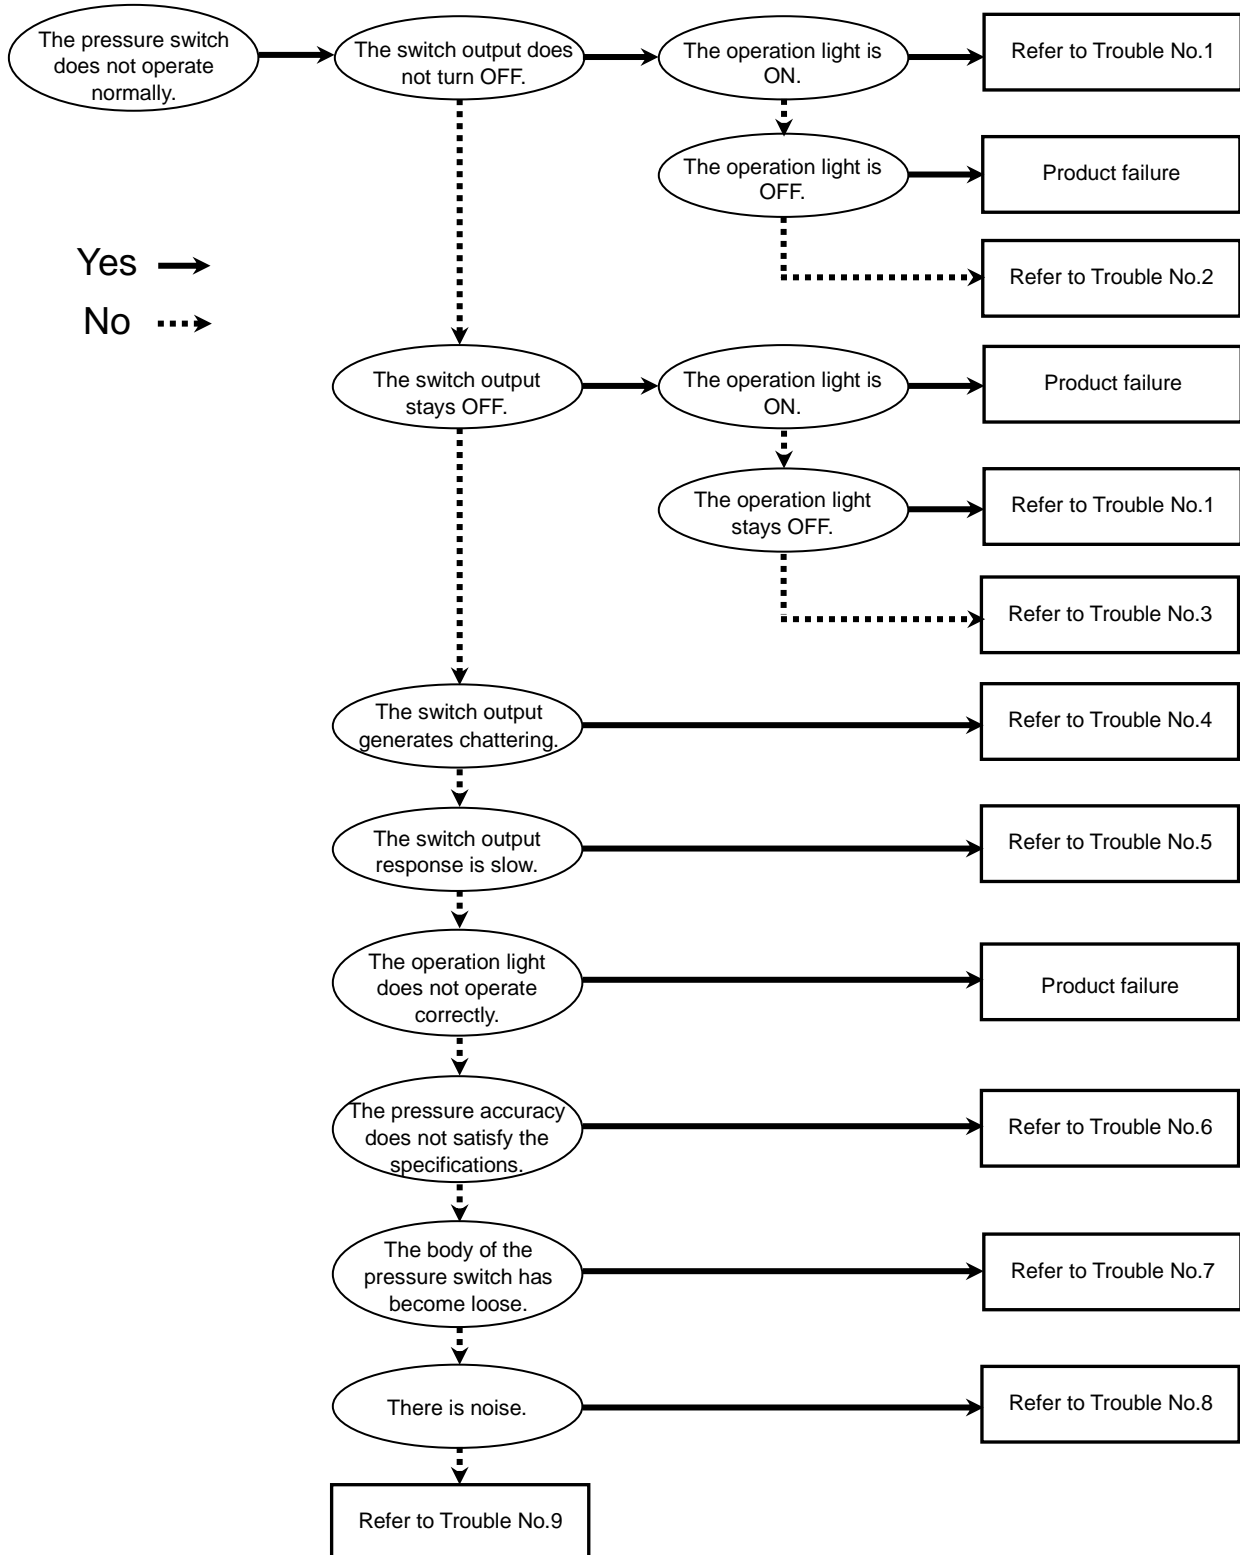 The pressure switch
does not operate
normally.
The switch output does
not turn OFF.
The operation light is
ON.
Refer to Trouble No.1
The operation light is
OFF.
Product failure
Yes
No
Refer to Trouble No.2
The switch output
stays OFF.
The operation light is
ON.
Product failure
The operation light
stays OFF.
Refer to Trouble No.1
Refer to Trouble No.3
The switch output
generates chattering.
Refer to Trouble No.4
The switch output
response is slow.
Refer to Trouble No.5
The operation light
does not operate
correctly.
Product failure
The pressure accuracy
does not satisfy the
specifications.
Refer to Trouble No.6
The body of the
pressure switch has
become loose.
Refer to Trouble No.7
There is noise.
Refer to Trouble No.8
Refer to Trouble No.9